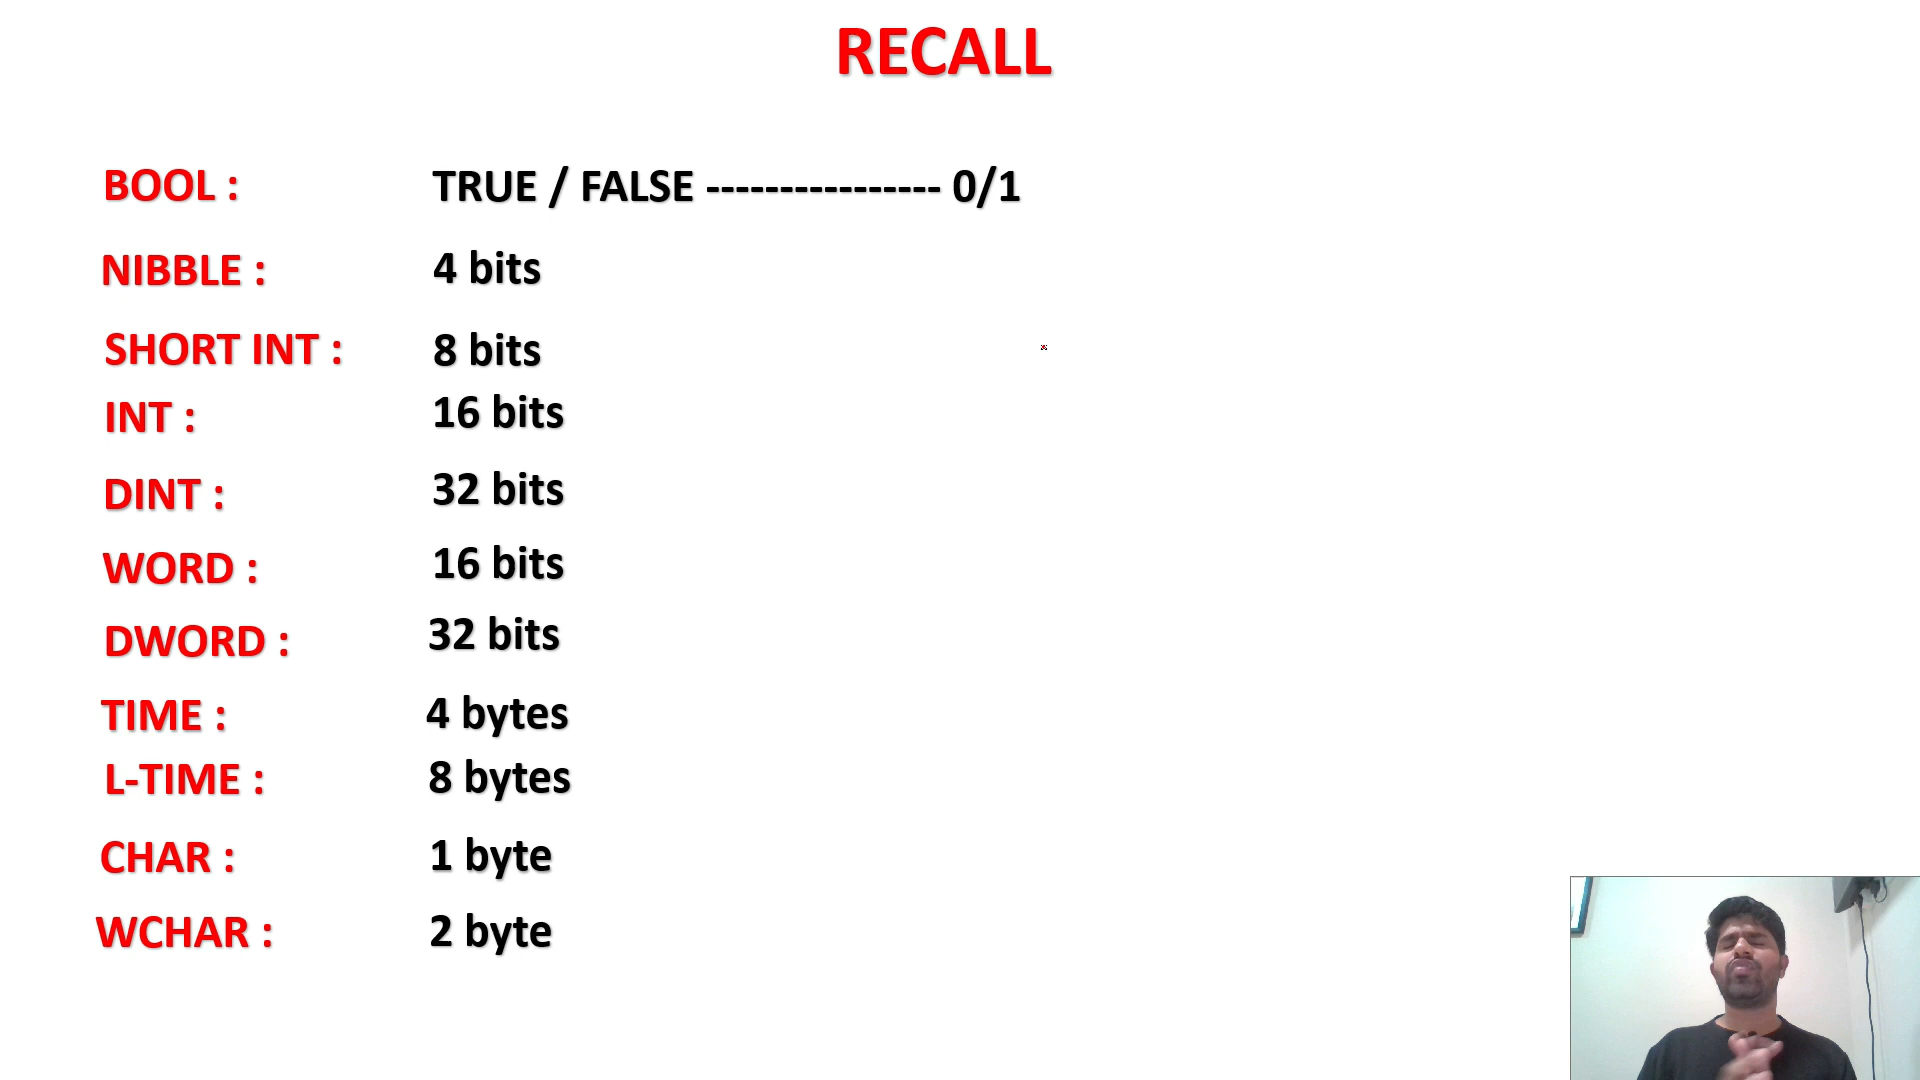 RECALL
BOOL : TRUE / FALSE ---------------- 0/1
NIBBLE : 4 bits
SHORT INT : 8 bits
INT : 16 bits
DINT : 32 bits
WORD : 16 bits
DWORD : 32 bits
TIME : 4 bytes
L-TIME : 8 bytes
CHAR : 1 byte
WCHAR : 2 byte